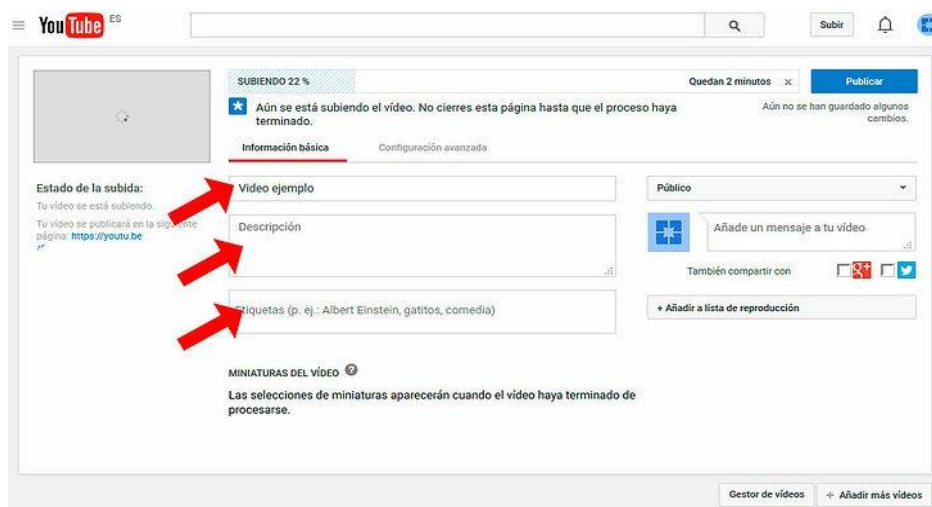 YouTube ES
Subir
SUBIENDO 22 %
Quedan 2 minutos x
Publicar
Aún se está subiendo el vídeo. No cierres esta página hasta que el proceso haya
terminado.
Aún no se han guardado algunos
cambios.
Información básica
Configuración avanzada
Estado de la subida:
Tu vídeo se está subiendo.
Tu vídeo se publicará en la siguiente
página: https://youtu.be
Video ejemplo
Descripción
Etiquetas (p. ej.: Albert Einstein, gatitos, comedia)
Público
Añade un mensaje a tu vídeo
También compartir con
g+
+ Añadir a lista de reproducción
MINIATURAS DEL VÍDEO ?
Las selecciones de miniaturas aparecerán cuando el vídeo haya terminado de
procesarse.
Gestor de vídeos
+ Añadir más vídeos